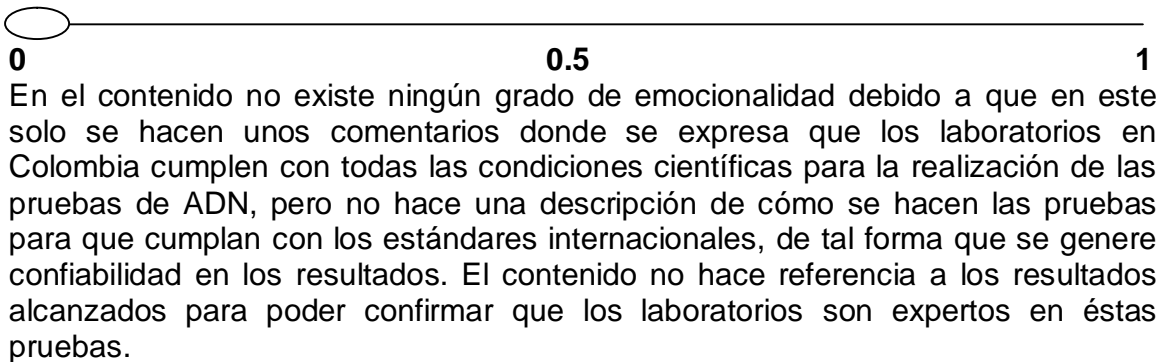 0 0.5 1
En el contenido no existe ningún grado de emocionalidad debido a que en este
solo se hacen unos comentarios donde se expresa que los laboratorios en
Colombia cumplen con todas las condiciones científicas para la realización de las
pruebas de ADN, pero no hace una descripción de cómo se hacen las pruebas
para que cumplan con los estándares internacionales, de tal forma que se genere
confiabilidad en los resultados. El contenido no hace referencia a los resultados
alcanzados para poder confirmar que los laboratorios son expertos en éstas
pruebas.